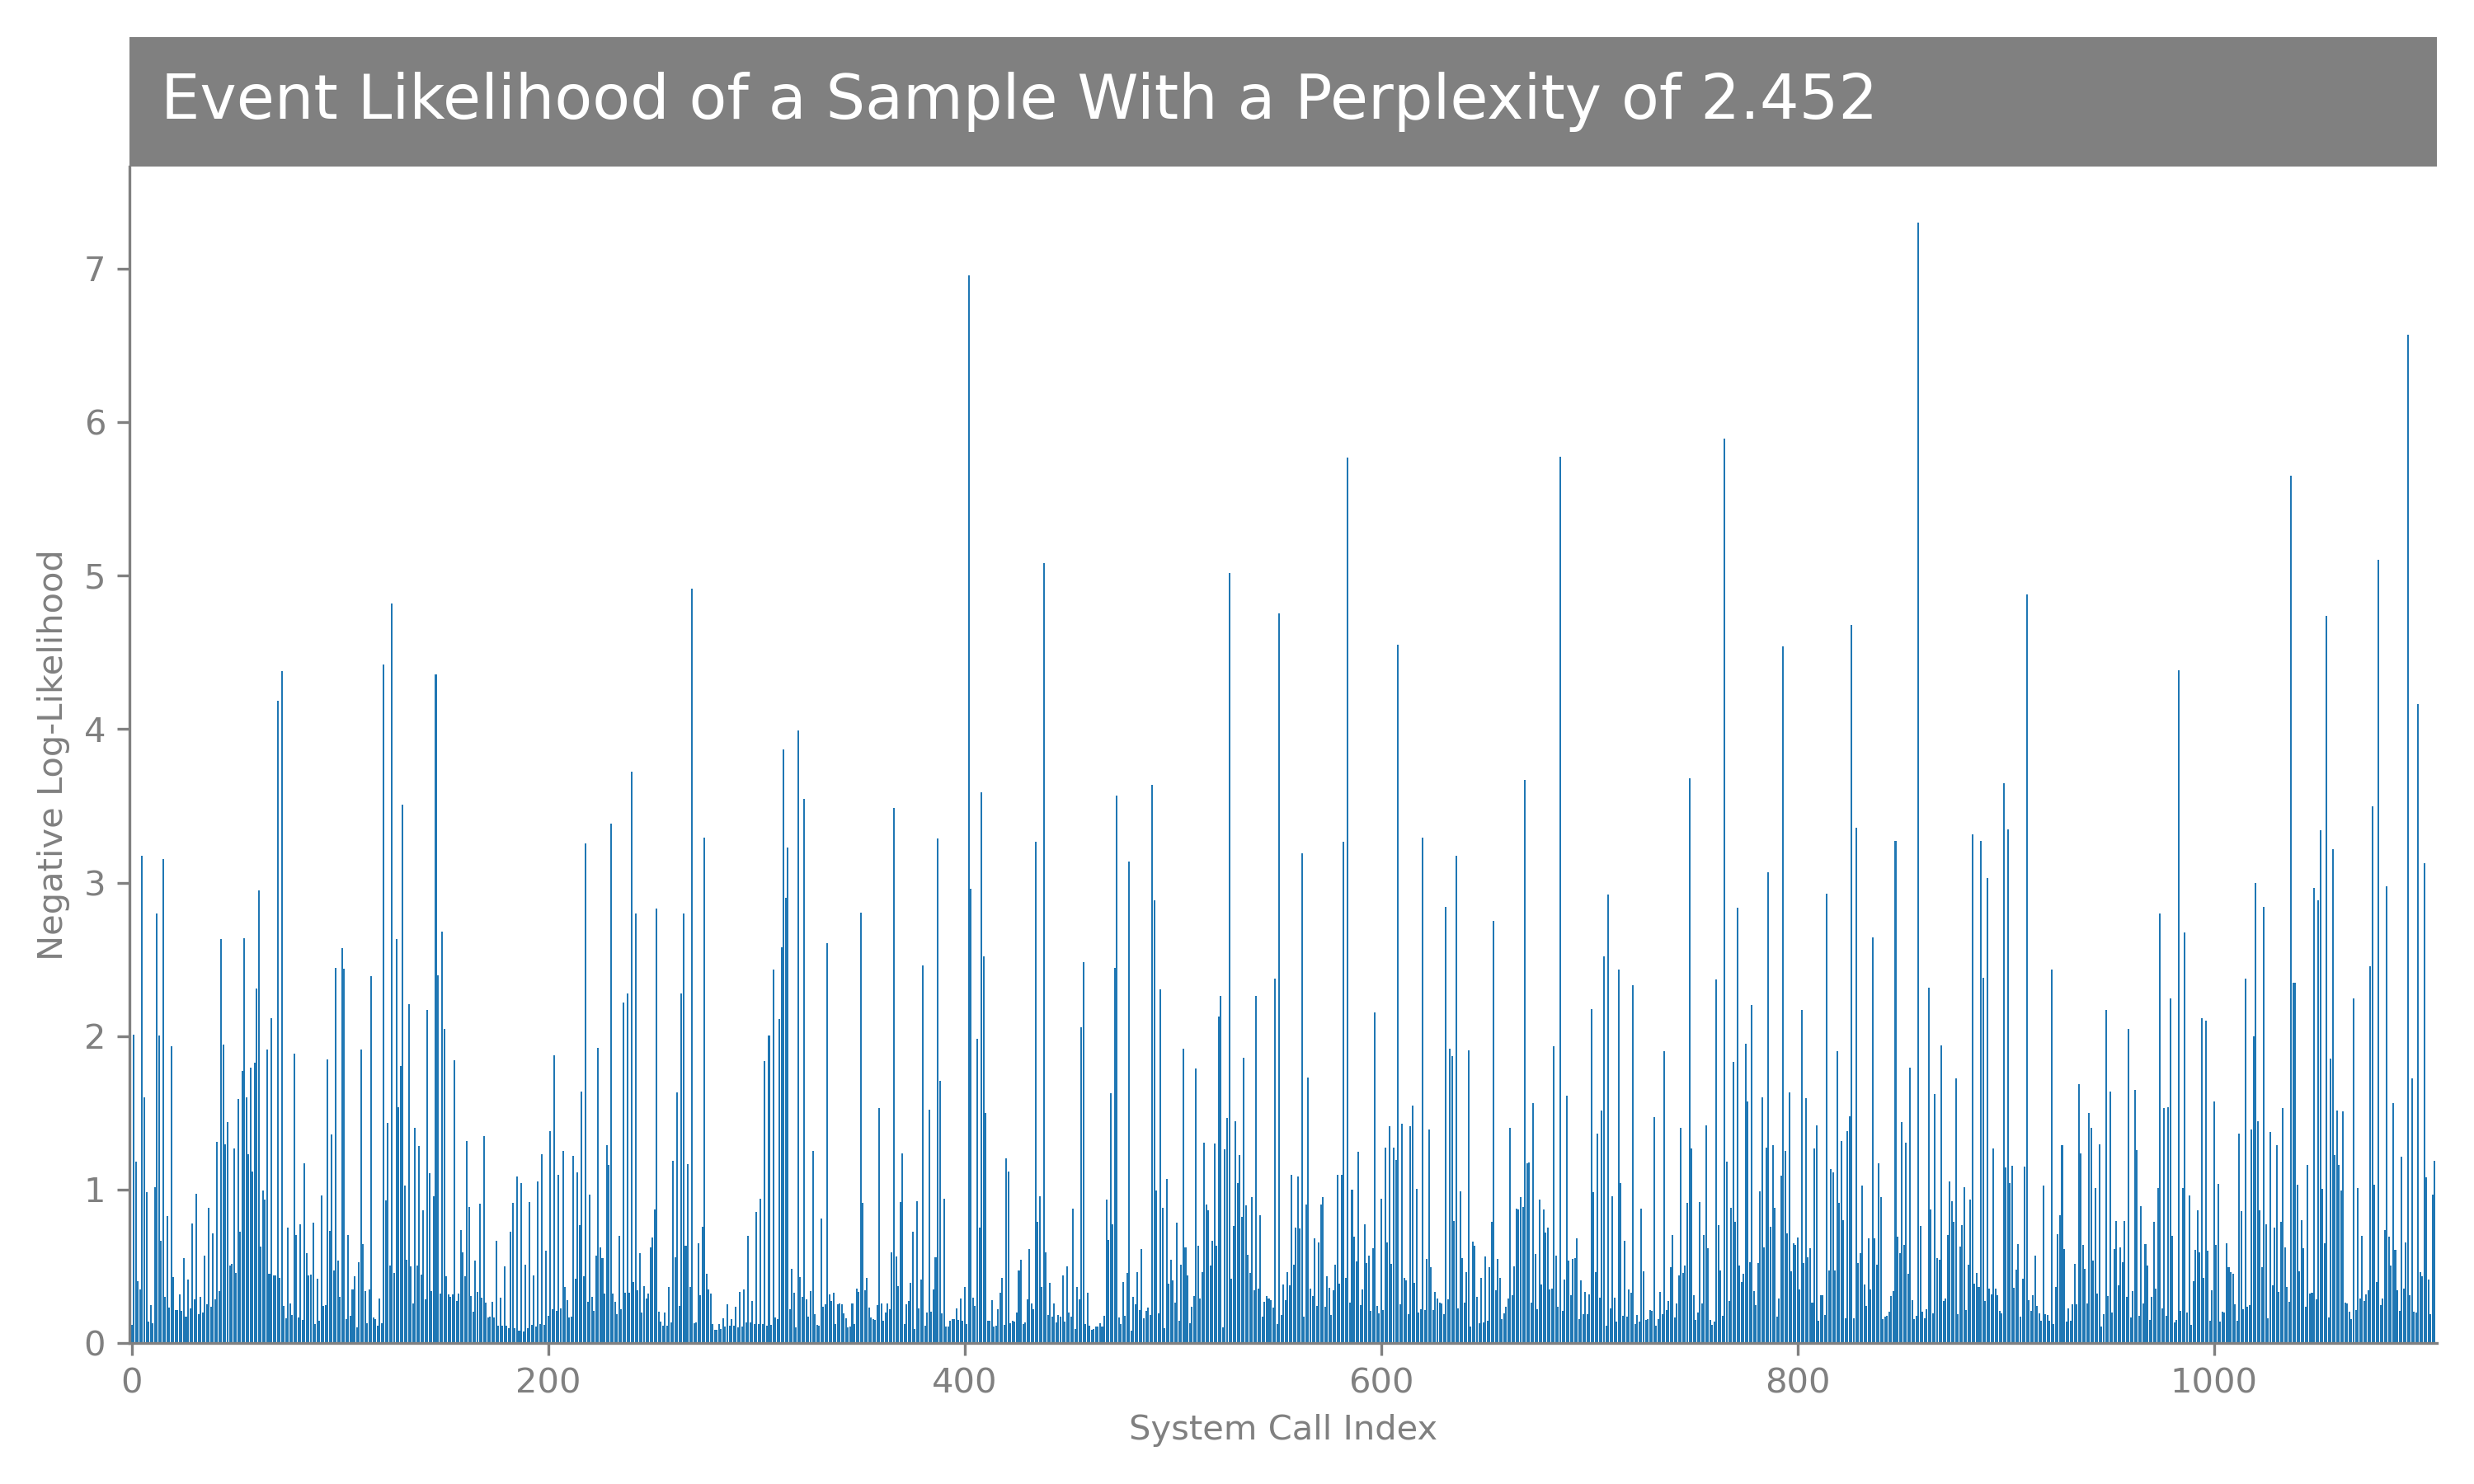 Event Likelihood of a Sample With a Perplexity of 2.452
Negative Log-Likelihood
7
6
5
4
3
2
1
0
0 200 400 600 800 1000
System Call Index